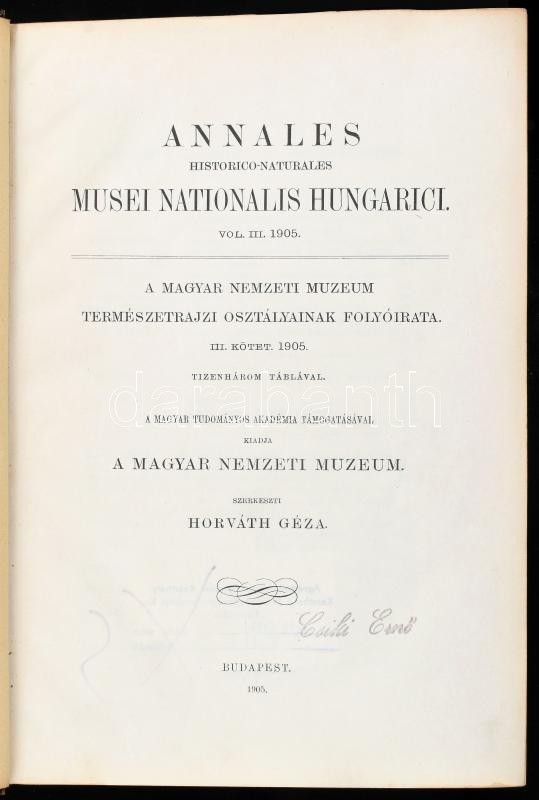 ANNALES
HISTORICO-NATURALES
MUSEI NATIONALIS HUNGARICI.
VOL. III. 1905.
A MAGYAR NEMZETI MUZEUM
TERMÉSZETRAJZI OSZTÁLYAINAK FOLYÓIRATA.
III. KÖTET. 1905.
TIZENHÁROM TÁBLÁVAL.
darabanth
A MAGYAR TUDOMÁNYOS AKADÉMIA TÁMOGATÁSÁVAL
KIADJA
A MAGYAR NEMZETI MUZEUM.
SZERKESZTI
HORVÁTH GÉZA.
Csiki Ernő
BUDAPEST.
1905.